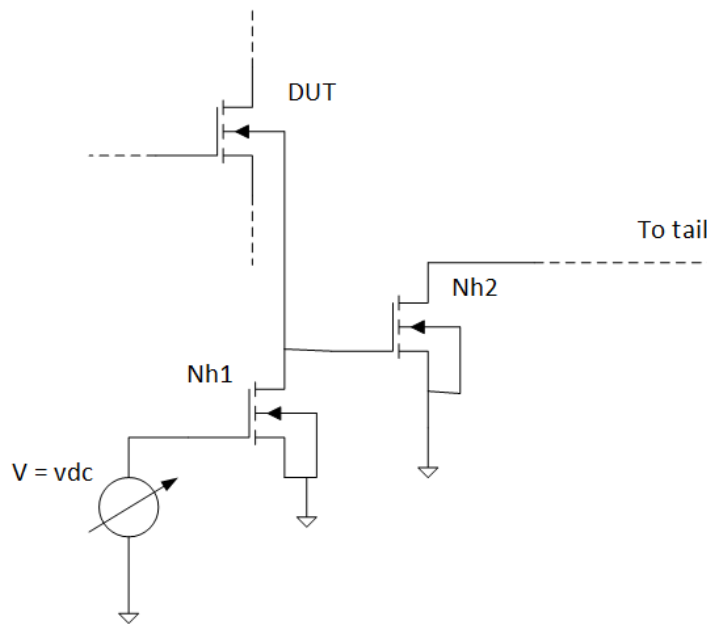 DUT
To tail
Nh2
Nh1
V = vdc